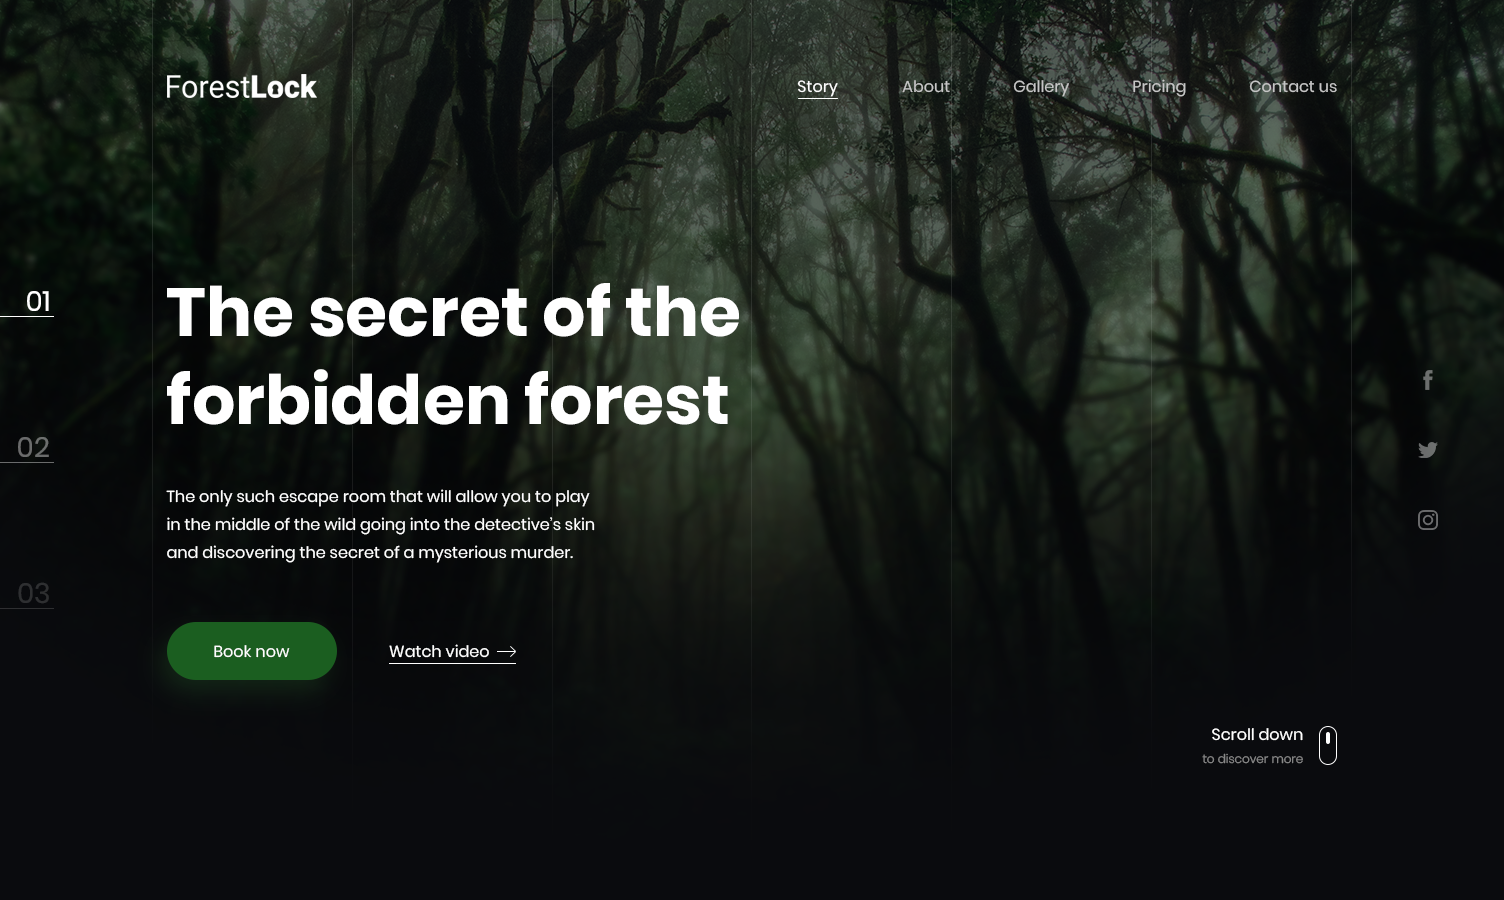 ForestLock
Story
About
Gallery
Pricing
Contact us
01
The secret of the
forbidden forest
02
The only such escape room that will allow you to play
in the middle of the wild going into the detective's skin
and discovering the secret of a mysterious murder.
03
Book now
Watch video
Scroll down
to discover more